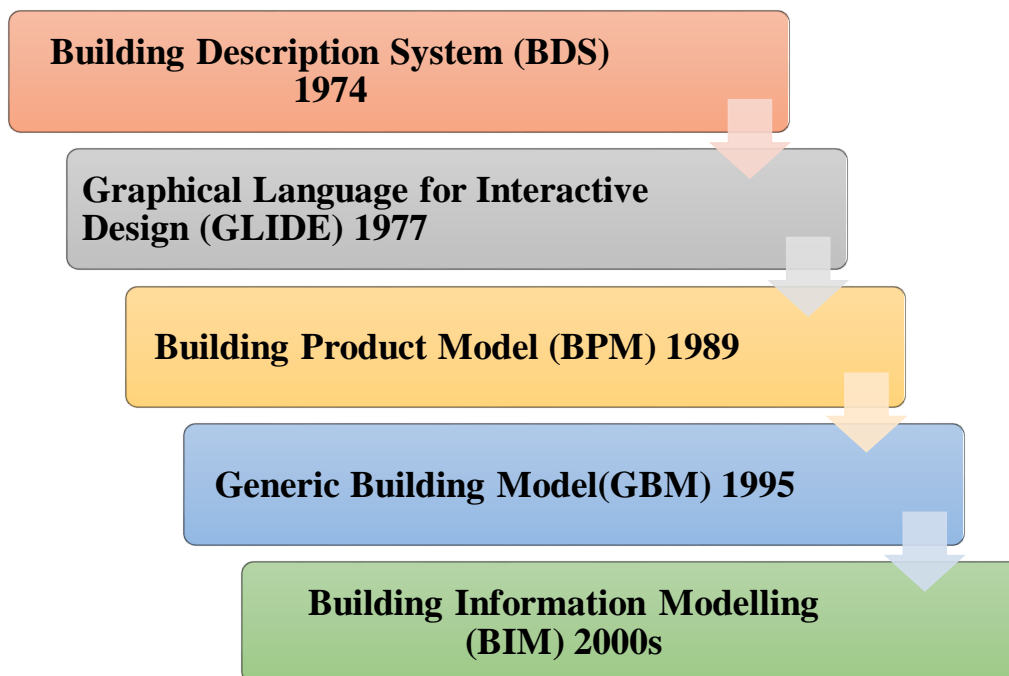 Building Description System (BDS)
1974
Graphical Language for Interactive
Design (GLIDE) 1977
Building Product Model (BPM) 1989
Generic Building Model(GBM) 1995
Building Information Modelling
(BIM) 2000s